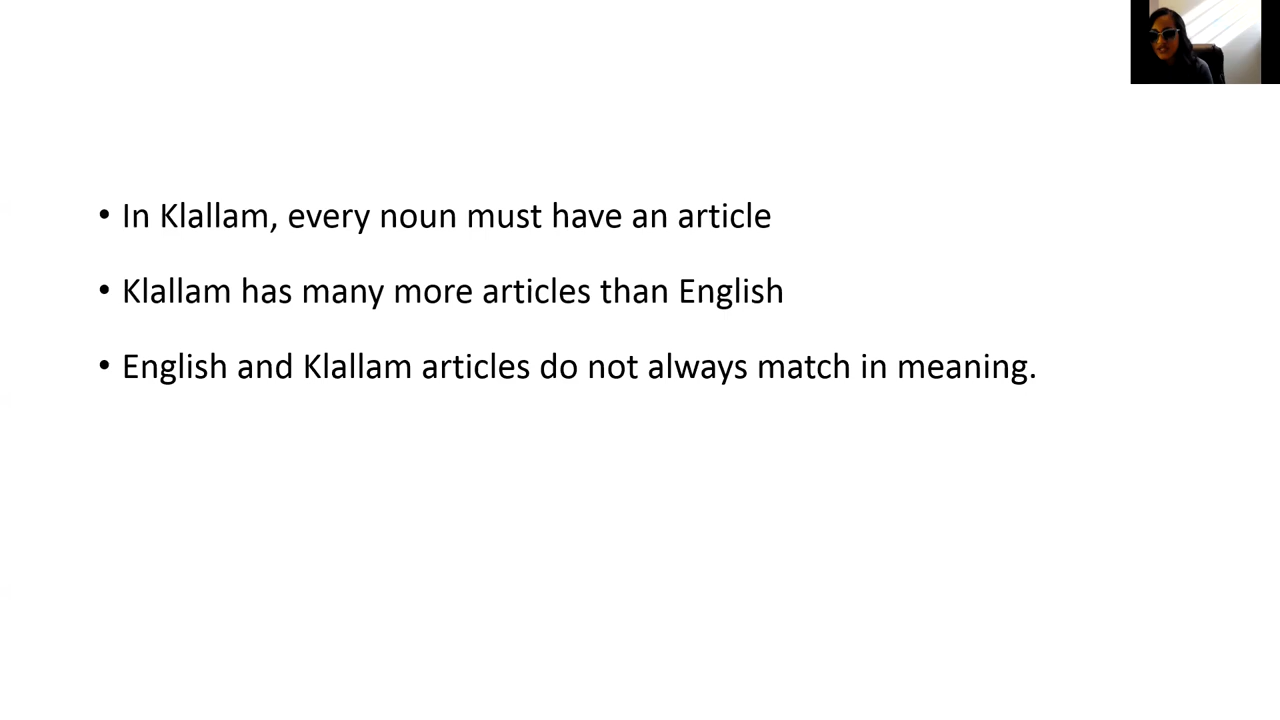 • In Klallam, every noun must have an article
• Klallam has many more articles than English
• English and Klallam articles do not always match in meaning.